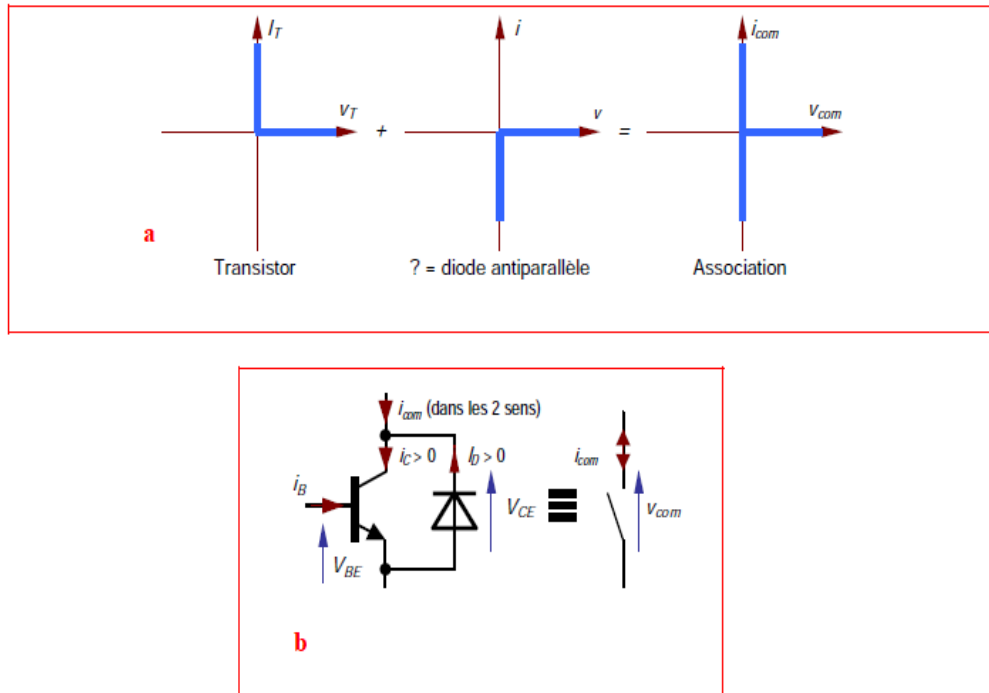 I_T i i_com
v_T + v = v_com
a
Transistor ? = diode antiparallèle Association
i_com (dans les 2 sens)
i_C > 0 I_D > 0 i_com
i_B V_CE v_com
V_BE
b